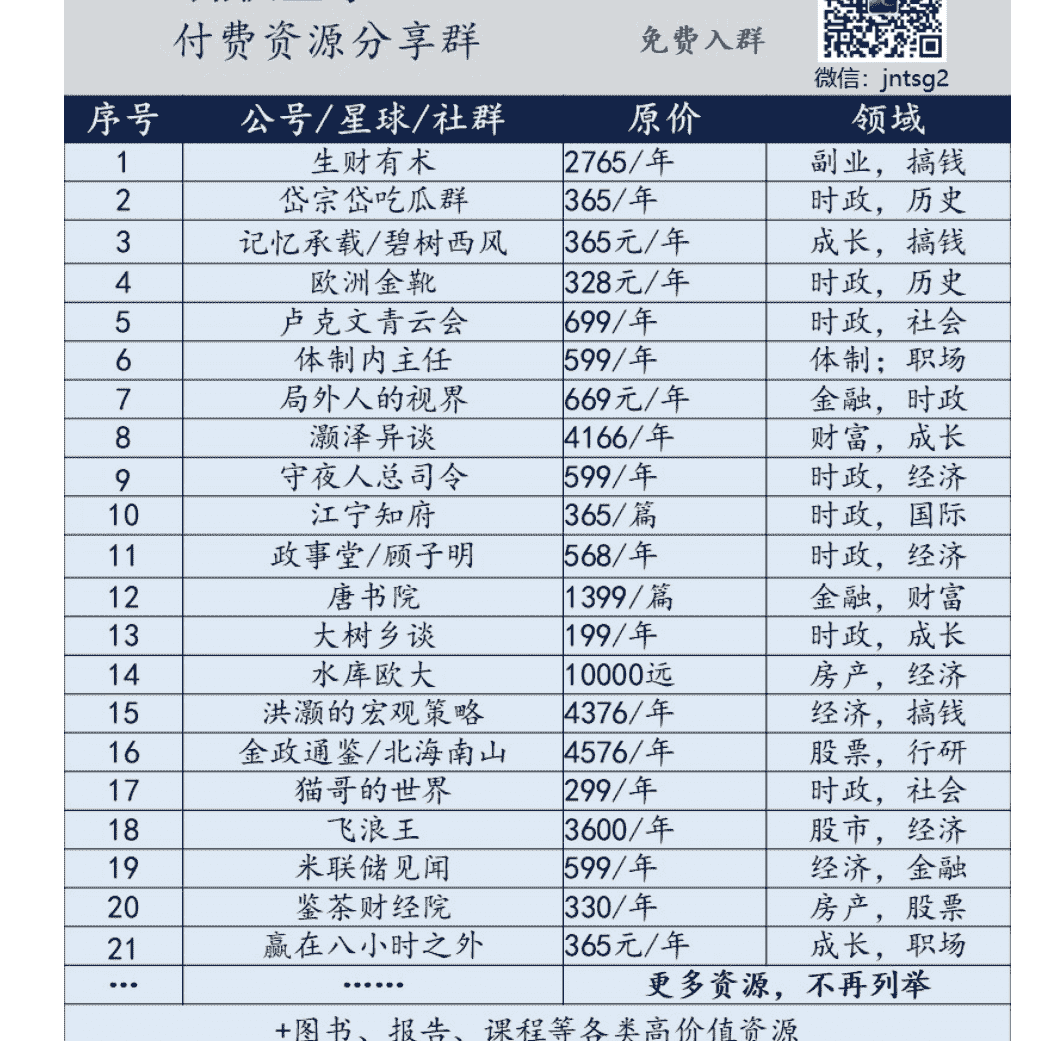 付费资源分享群 免费入群
微信：jntsg2
序号 公号/星球/社群 原价 领域
1 生财有术 2765/年 副业，搞钱
2 岱宗岱吃瓜群 365/年 时政，历史
3 记忆承载/碧树西风 365元/年 成长，搞钱
4 欧洲金靴 328元/年 时政，历史
5 卢克文青云会 699/年 时政，社会
6 体制内主任 599/年 体制；职场
7 局外人的视界 669元/年 金融，时政
8 灏泽异谈 4166/年 财富，成长
9 守夜人总司令 599/年 时政，经济
10 江宁知府 365/篇 时政，国际
11 政事堂/顾子明 568/年 时政，经济
12 唐书院 1399/篇 金融，财富
13 大树乡谈 199/年 时政，成长
14 水库欧大 10000远 房产，经济
15 洪灏的宏观策略 4376/年 经济，搞钱
16 金政通鉴/北海南山 4576/年 股票，行研
17 猫哥的世界 299/年 时政，社会
18 飞浪王 3600/年 股市，经济
19 米联储见闻 599/年 经济，金融
20 鉴茶财经院 330/年 房产，股票
21 赢在八小时之外 365元/年 成长，职场
… …… 更多资源，不再列举
+图书、报告、课程等各类高价值资源